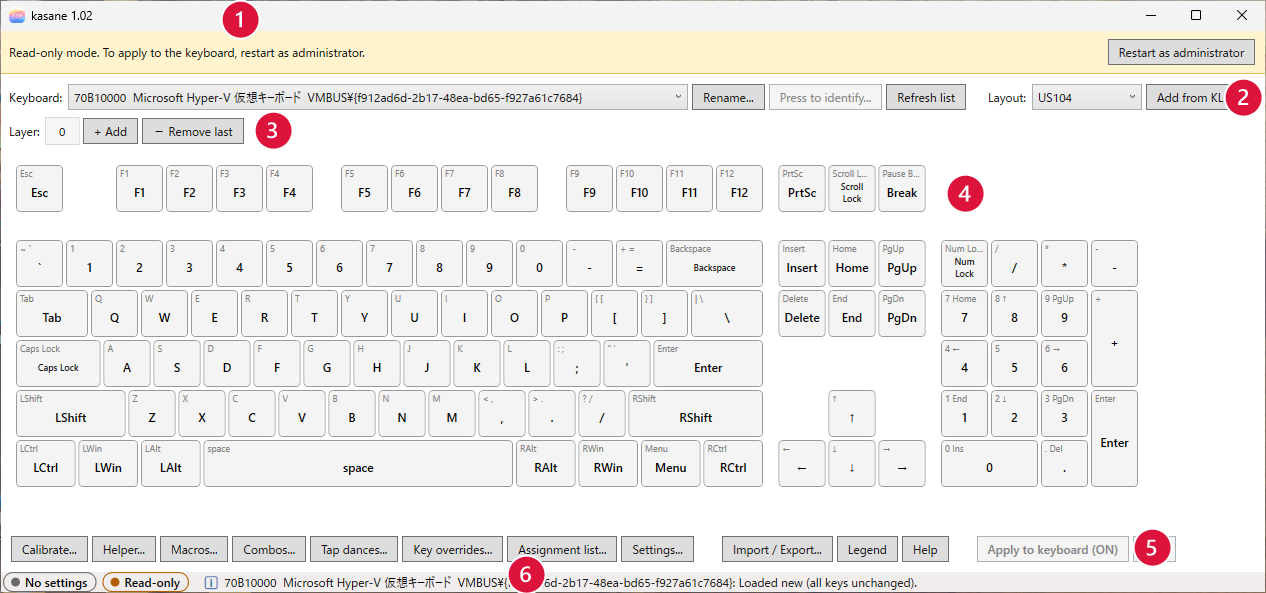 kasane 1.02
1
Read-only mode. To apply to the keyboard, restart as administrator.
Restart as administrator
Keyboard: 70B10000 Microsoft Hyper-V 仮想キーボード VMBUS¥{f912ad6d-2b17-48ea-bd65-f927a61c7684} Rename... Press to identify... Refresh list Layout: US104 Add from KL 2
Layer: 0 + Add − Remove last 3
Esc F1 F2 F3 F4 F5 F6 F7 F8 F9 F10 F11 F12 PrtSc Scroll L... Pause B...
Esc F1 F2 F3 F4 F5 F6 F7 F8 F9 F10 F11 F12 PrtSc Scroll Lock Break 4
~ ` 1 2 3 4 5 6 7 8 9 0 - + = Backspace Insert Home PgUp Num Lo... / * -
` 1 2 3 4 5 6 7 8 9 0 - = Backspace Insert Home PgUp Num Lock / * -
Tab Q W E R T Y U I O P { [ } ] | \ Delete End PgDn 7 Home 8 ↑ 9 PgUp +
Tab Q W E R T Y U I O P [ ] \ Delete End PgDn 7 8 9 +
Caps Lock A S D F G H J K L : ; " ' Enter 4 ← 5 6 →
Caps Lock A S D F G H J K L ; ' Enter 4 5 6
LShift Z X C V B N M < , > . ? / RShift ↑ 1 End 2 ↓ 3 PgDn Enter
LShift Z X C V B N M , . / RShift ↑ 1 2 3 Enter
LCtrl LWin LAlt space RAlt RWin Menu RCtrl ← ↓ → 0 Ins . Del
LCtrl LWin LAlt space RAlt RWin Menu RCtrl ← ↓ → 0 .
Calibrate... Helper... Macros... Combos... Tap dances... Key overrides... Assignment list... Settings... Import / Export... Legend Help Apply to keyboard (ON) 5
No settings Read-only 70B10000 Microsoft Hyper-V 仮想キーボード VMBUS¥{ 6 -2b17-48ea-bd65-f927a61c7684}: Loaded new (all keys unchanged).